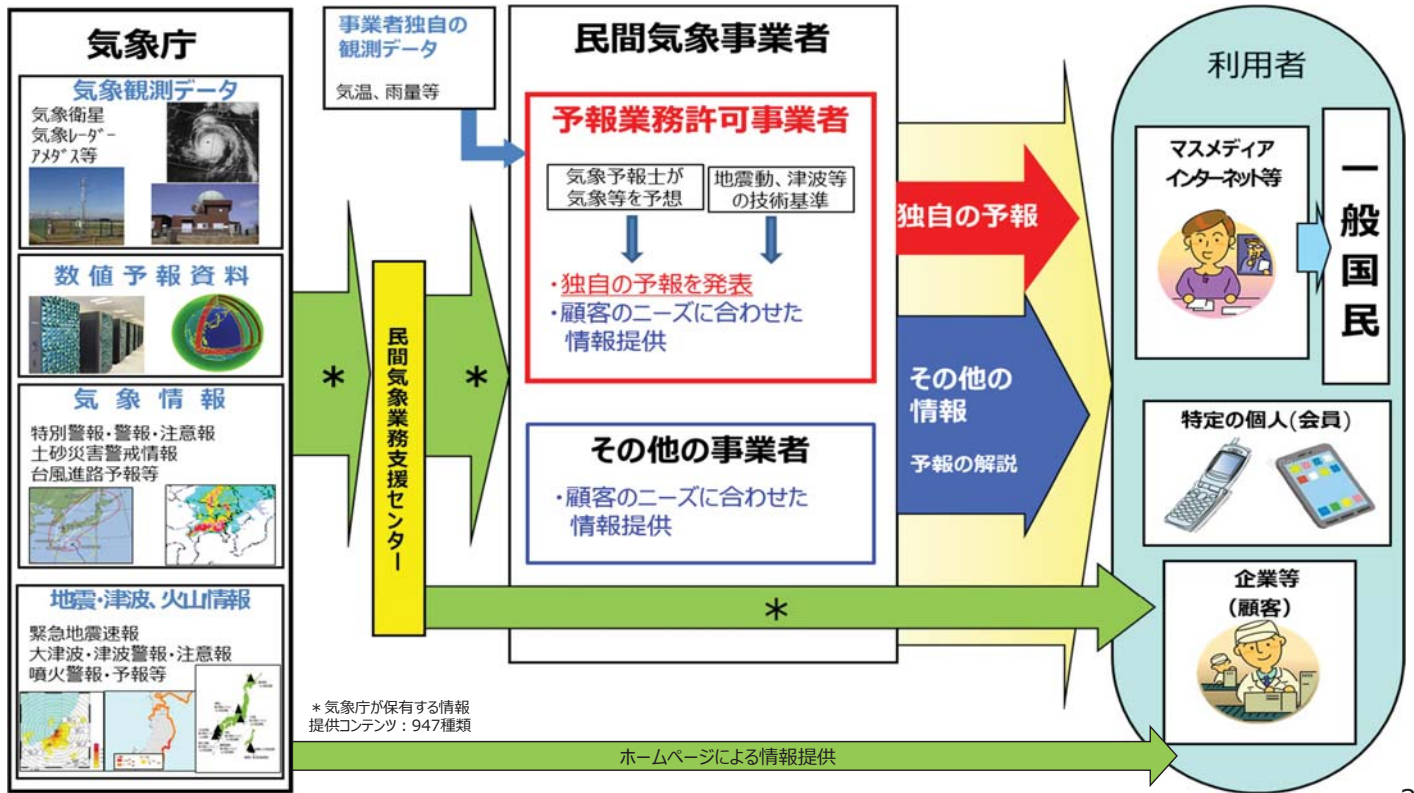 気象庁
気象観測データ
気象衛星
気象ﾚｰﾀﾞｰ
ｱﾒﾀﾞｽ等
数値予報資料
気象情報
特別警報・警報・注意報
土砂災害警戒情報
台風進路予報等
地震・津波、火山情報
緊急地震速報
大津波・津波警報・注意報
噴火警報・予報等
事業者独自の
観測データ
気温、雨量等
*
民間気象業務支援センター
*
民間気象事業者
予報業務許可事業者
気象予報士が
気象等を予想
地震動、津波等
の技術基準
・独自の予報を発表
・顧客のニーズに合わせた
情報提供
その他の事業者
・顧客のニーズに合わせた
情報提供
独自の予報
その他の
情報
予報の解説
*
利用者
マスメディア
インターネット等
一般国民
特定の個人(会員)
企業等
(顧客)
*気象庁が保有する情報
提供コンテンツ：947種類
ホームページによる情報提供